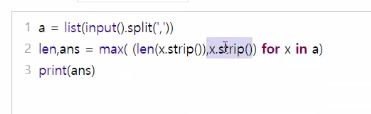 1 a = list(input().split(','))
2 len,ans = max( (len(x.strip()),x.strip()) for x in a)
3 print(ans)